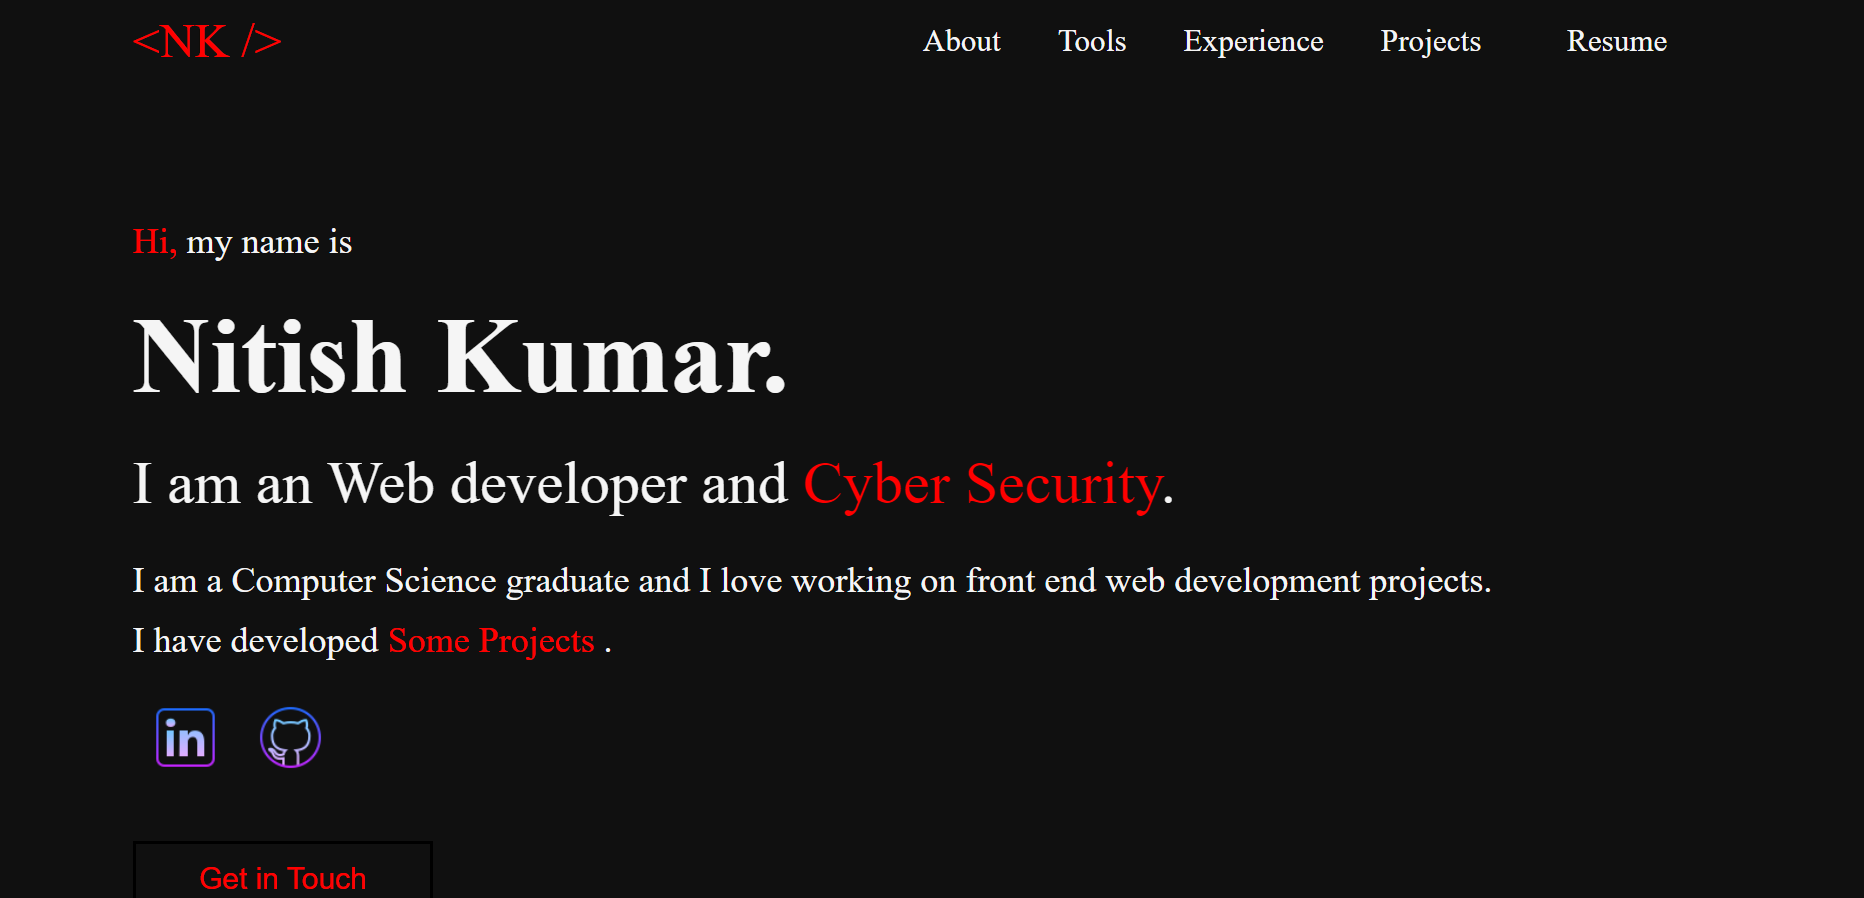 <NK />
About Tools Experience Projects Resume
Hi, my name is
Nitish Kumar.
I am an Web developer and Cyber Security.
I am a Computer Science graduate and I love working on front end web development projects.
I have developed Some Projects .
in
Get in Touch